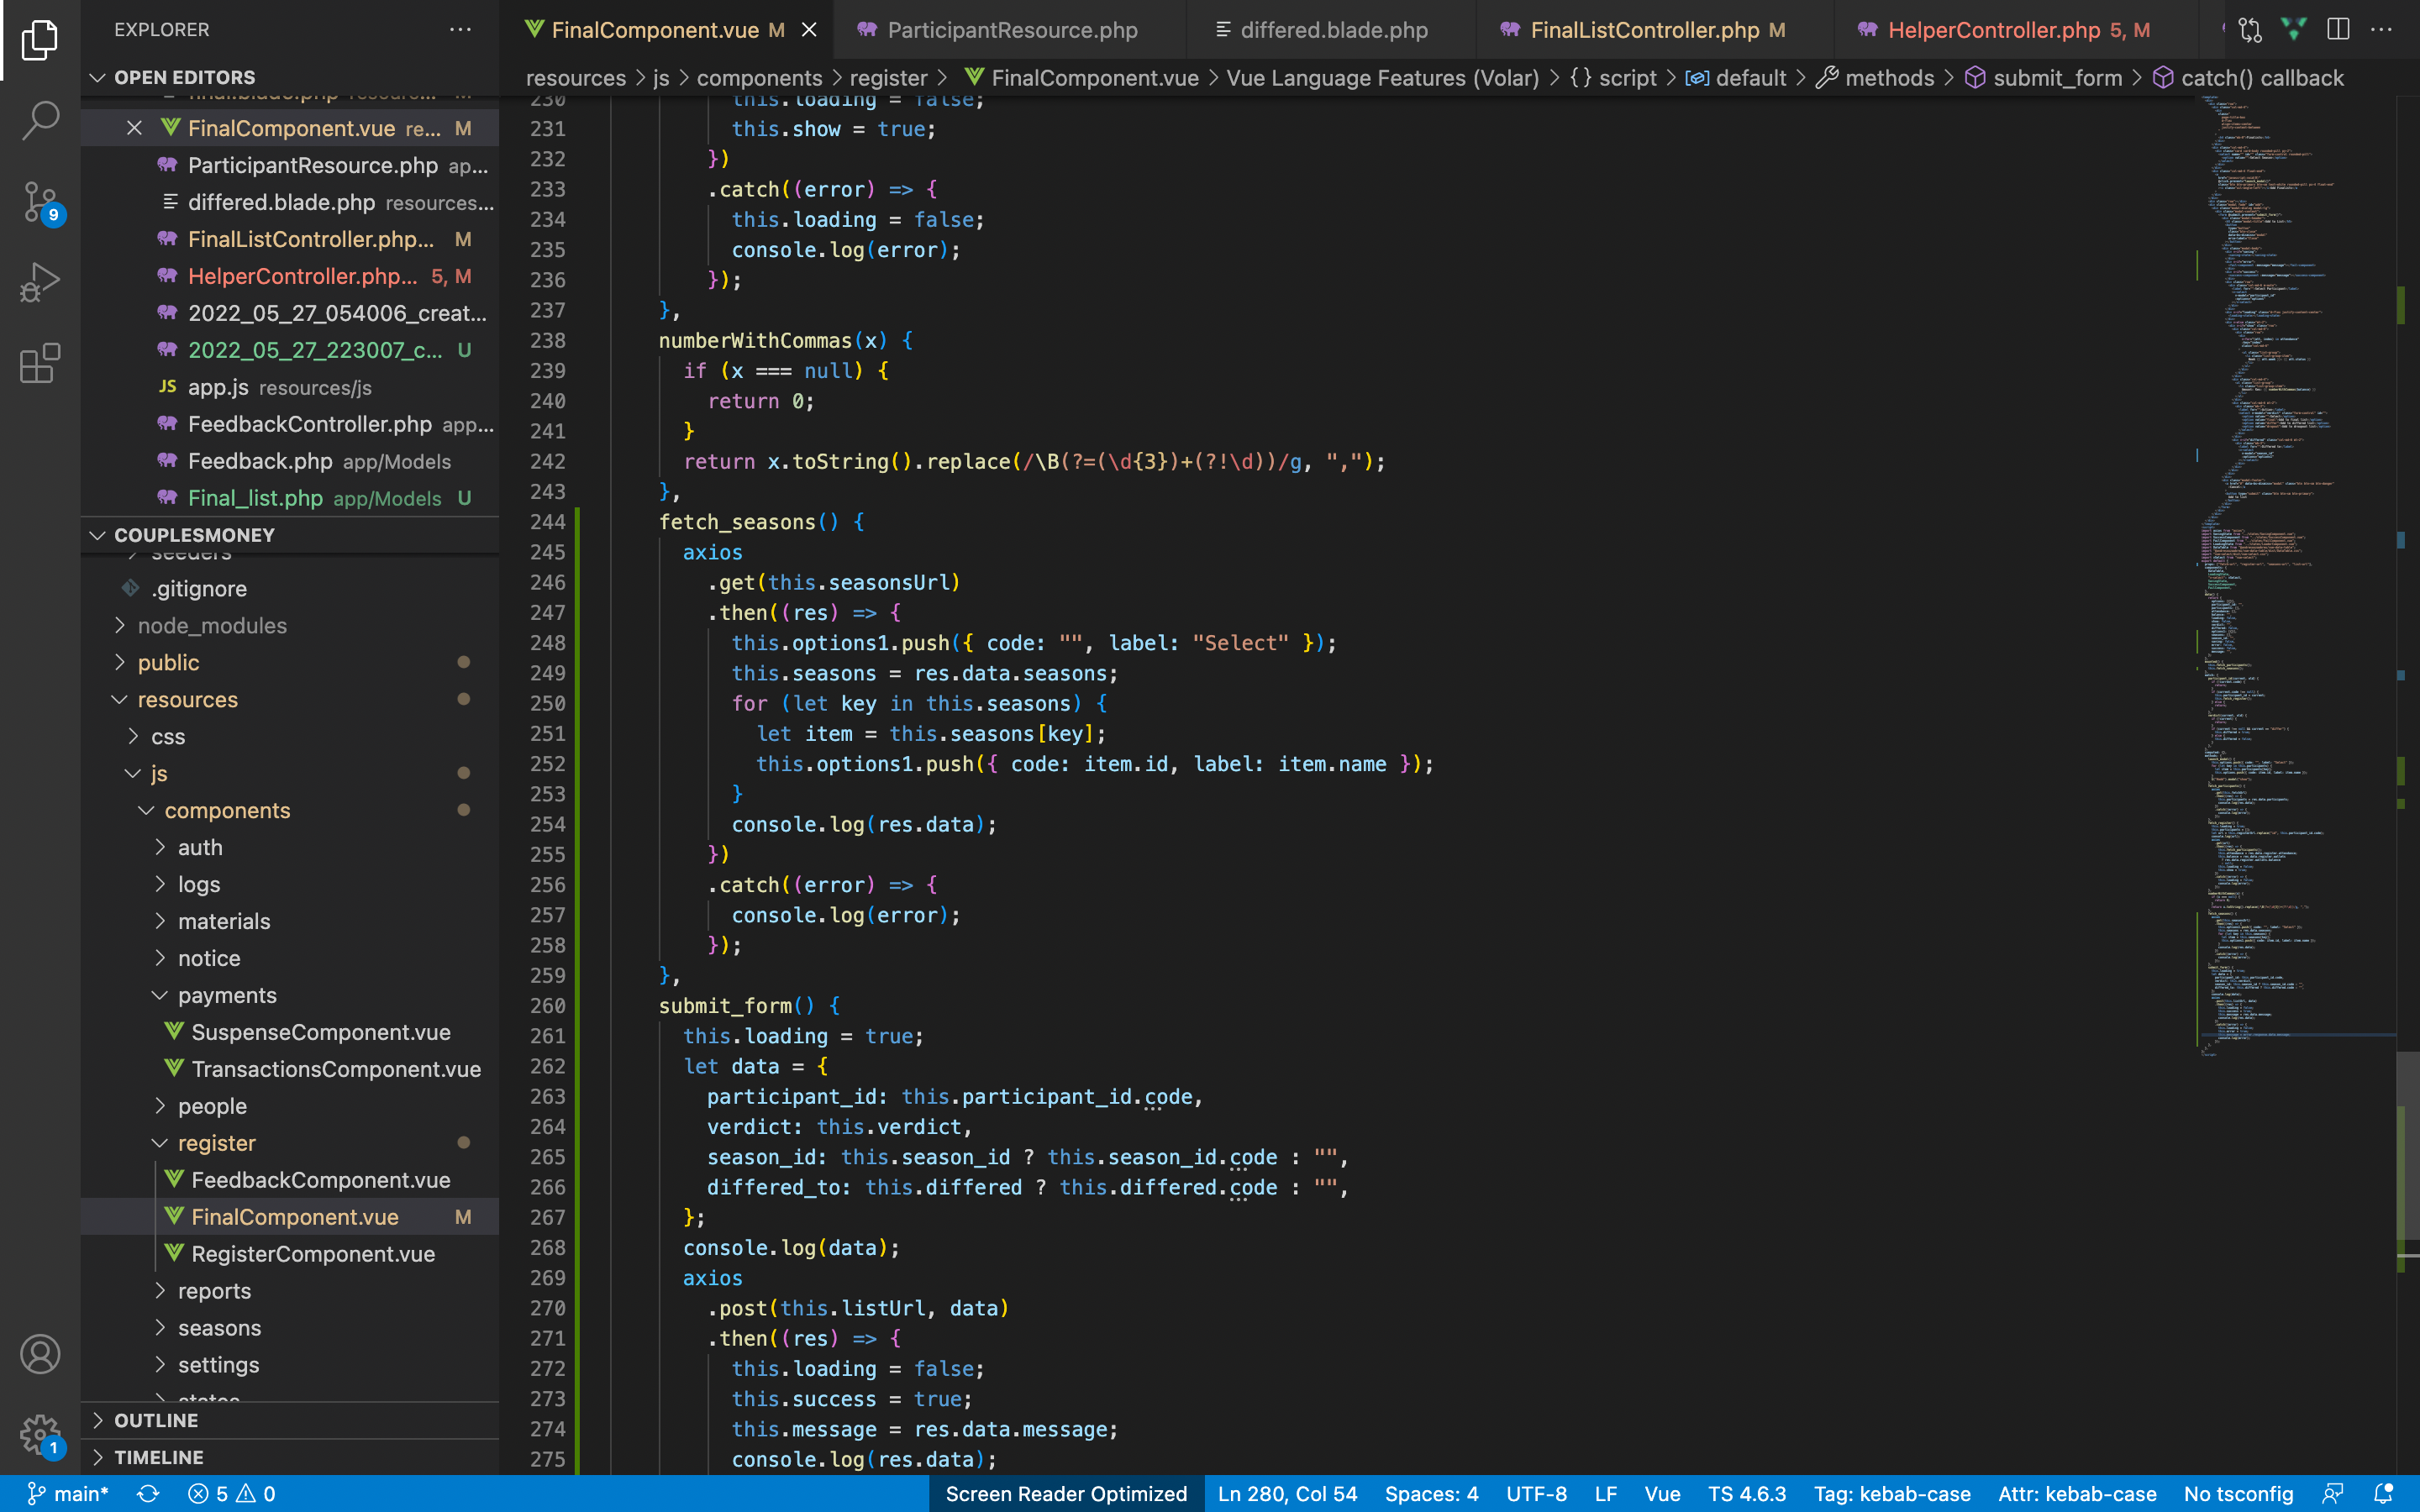 EXPLORER
OPEN EDITORS
final.blade.php resour... M
FinalComponent.vue re... M
ParticipantResource.php ap...
differed.blade.php resources...
FinalListController.php... M
HelperController.php... 5, M
2022_05_27_054006_creat...
2022_05_27_223007_c... U
JS app.js resources/js
FeedbackController.php app...
Feedback.php app/Models
Final_list.php app/Models U
COUPLESMONEY
seeders
.gitignore
node_modules
public
resources
css
js
components
auth
logs
materials
notice
payments
SuspenseComponent.vue
TransactionsComponent.vue
people
register
FeedbackComponent.vue
FinalComponent.vue M
RegisterComponent.vue
reports
seasons
settings
states
OUTLINE
TIMELINE
9
1
FinalComponent.vue M
ParticipantResource.php
differed.blade.php
FinalListController.php M
HelperController.php 5, M
resources > js > components > register > FinalComponent.vue > Vue Language Features (Volar) > {} script > default > methods > submit_form > catch() callback
230 this.loading = false;
231 this.show = true;
232 })
233 .catch((error) => {
234 this.loading = false;
235 console.log(error);
236 });
237 },
238 numberWithCommas(x) {
239 if (x === null) {
240 return 0;
241 }
242 return x.toString().replace(/\B(?=(\d{3})+(?!\d))/g, ",");
243 },
244 fetch_seasons() {
245 axios
246 .get(this.seasonsUrl)
247 .then((res) => {
248 this.options1.push({ code: "", label: "Select" });
249 this.seasons = res.data.seasons;
250 for (let key in this.seasons) {
251 let item = this.seasons[key];
252 this.options1.push({ code: item.id, label: item.name });
253 }
254 console.log(res.data);
255 })
256 .catch((error) => {
257 console.log(error);
258 });
259 },
260 submit_form() {
261 this.loading = true;
262 let data = {
263 participant_id: this.participant_id.code,
264 verdict: this.verdict,
265 season_id: this.season_id ? this.season_id.code : "",
266 differed_to: this.differed ? this.differed.code : "",
267 };
268 console.log(data);
269 axios
270 .post(this.listUrl, data)
271 .then((res) => {
272 this.loading = false;
273 this.success = true;
274 this.message = res.data.message;
275 console.log(res.data);
main* 5 0 Screen Reader Optimized Ln 280, Col 54 Spaces: 4 UTF-8 LF Vue TS 4.6.3 Tag: kebab-case Attr: kebab-case No tsconfig